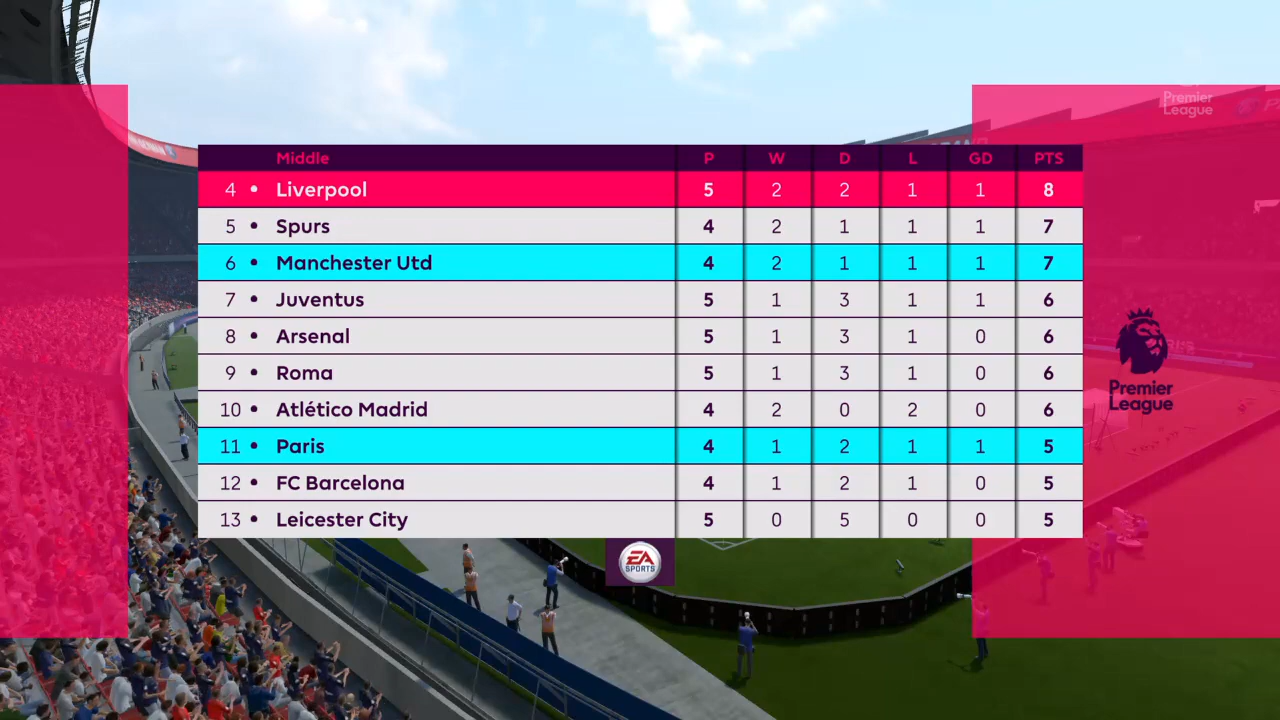 Premier
League
Middle P W D L GD PTS
4 • Liverpool 5 2 2 1 1 8
5 • Spurs 4 2 1 1 1 7
6 • Manchester Utd 4 2 1 1 1 7
7 • Juventus 5 1 3 1 1 6
8 • Arsenal 5 1 3 1 0 6
9 • Roma 5 1 3 1 0 6
10 • Atlético Madrid 4 2 0 2 0 6
11 • Paris 4 1 2 1 1 5
12 • FC Barcelona 4 1 2 1 0 5
13 • Leicester City 5 0 5 0 0 5
Premier
League
EA
SPORTS